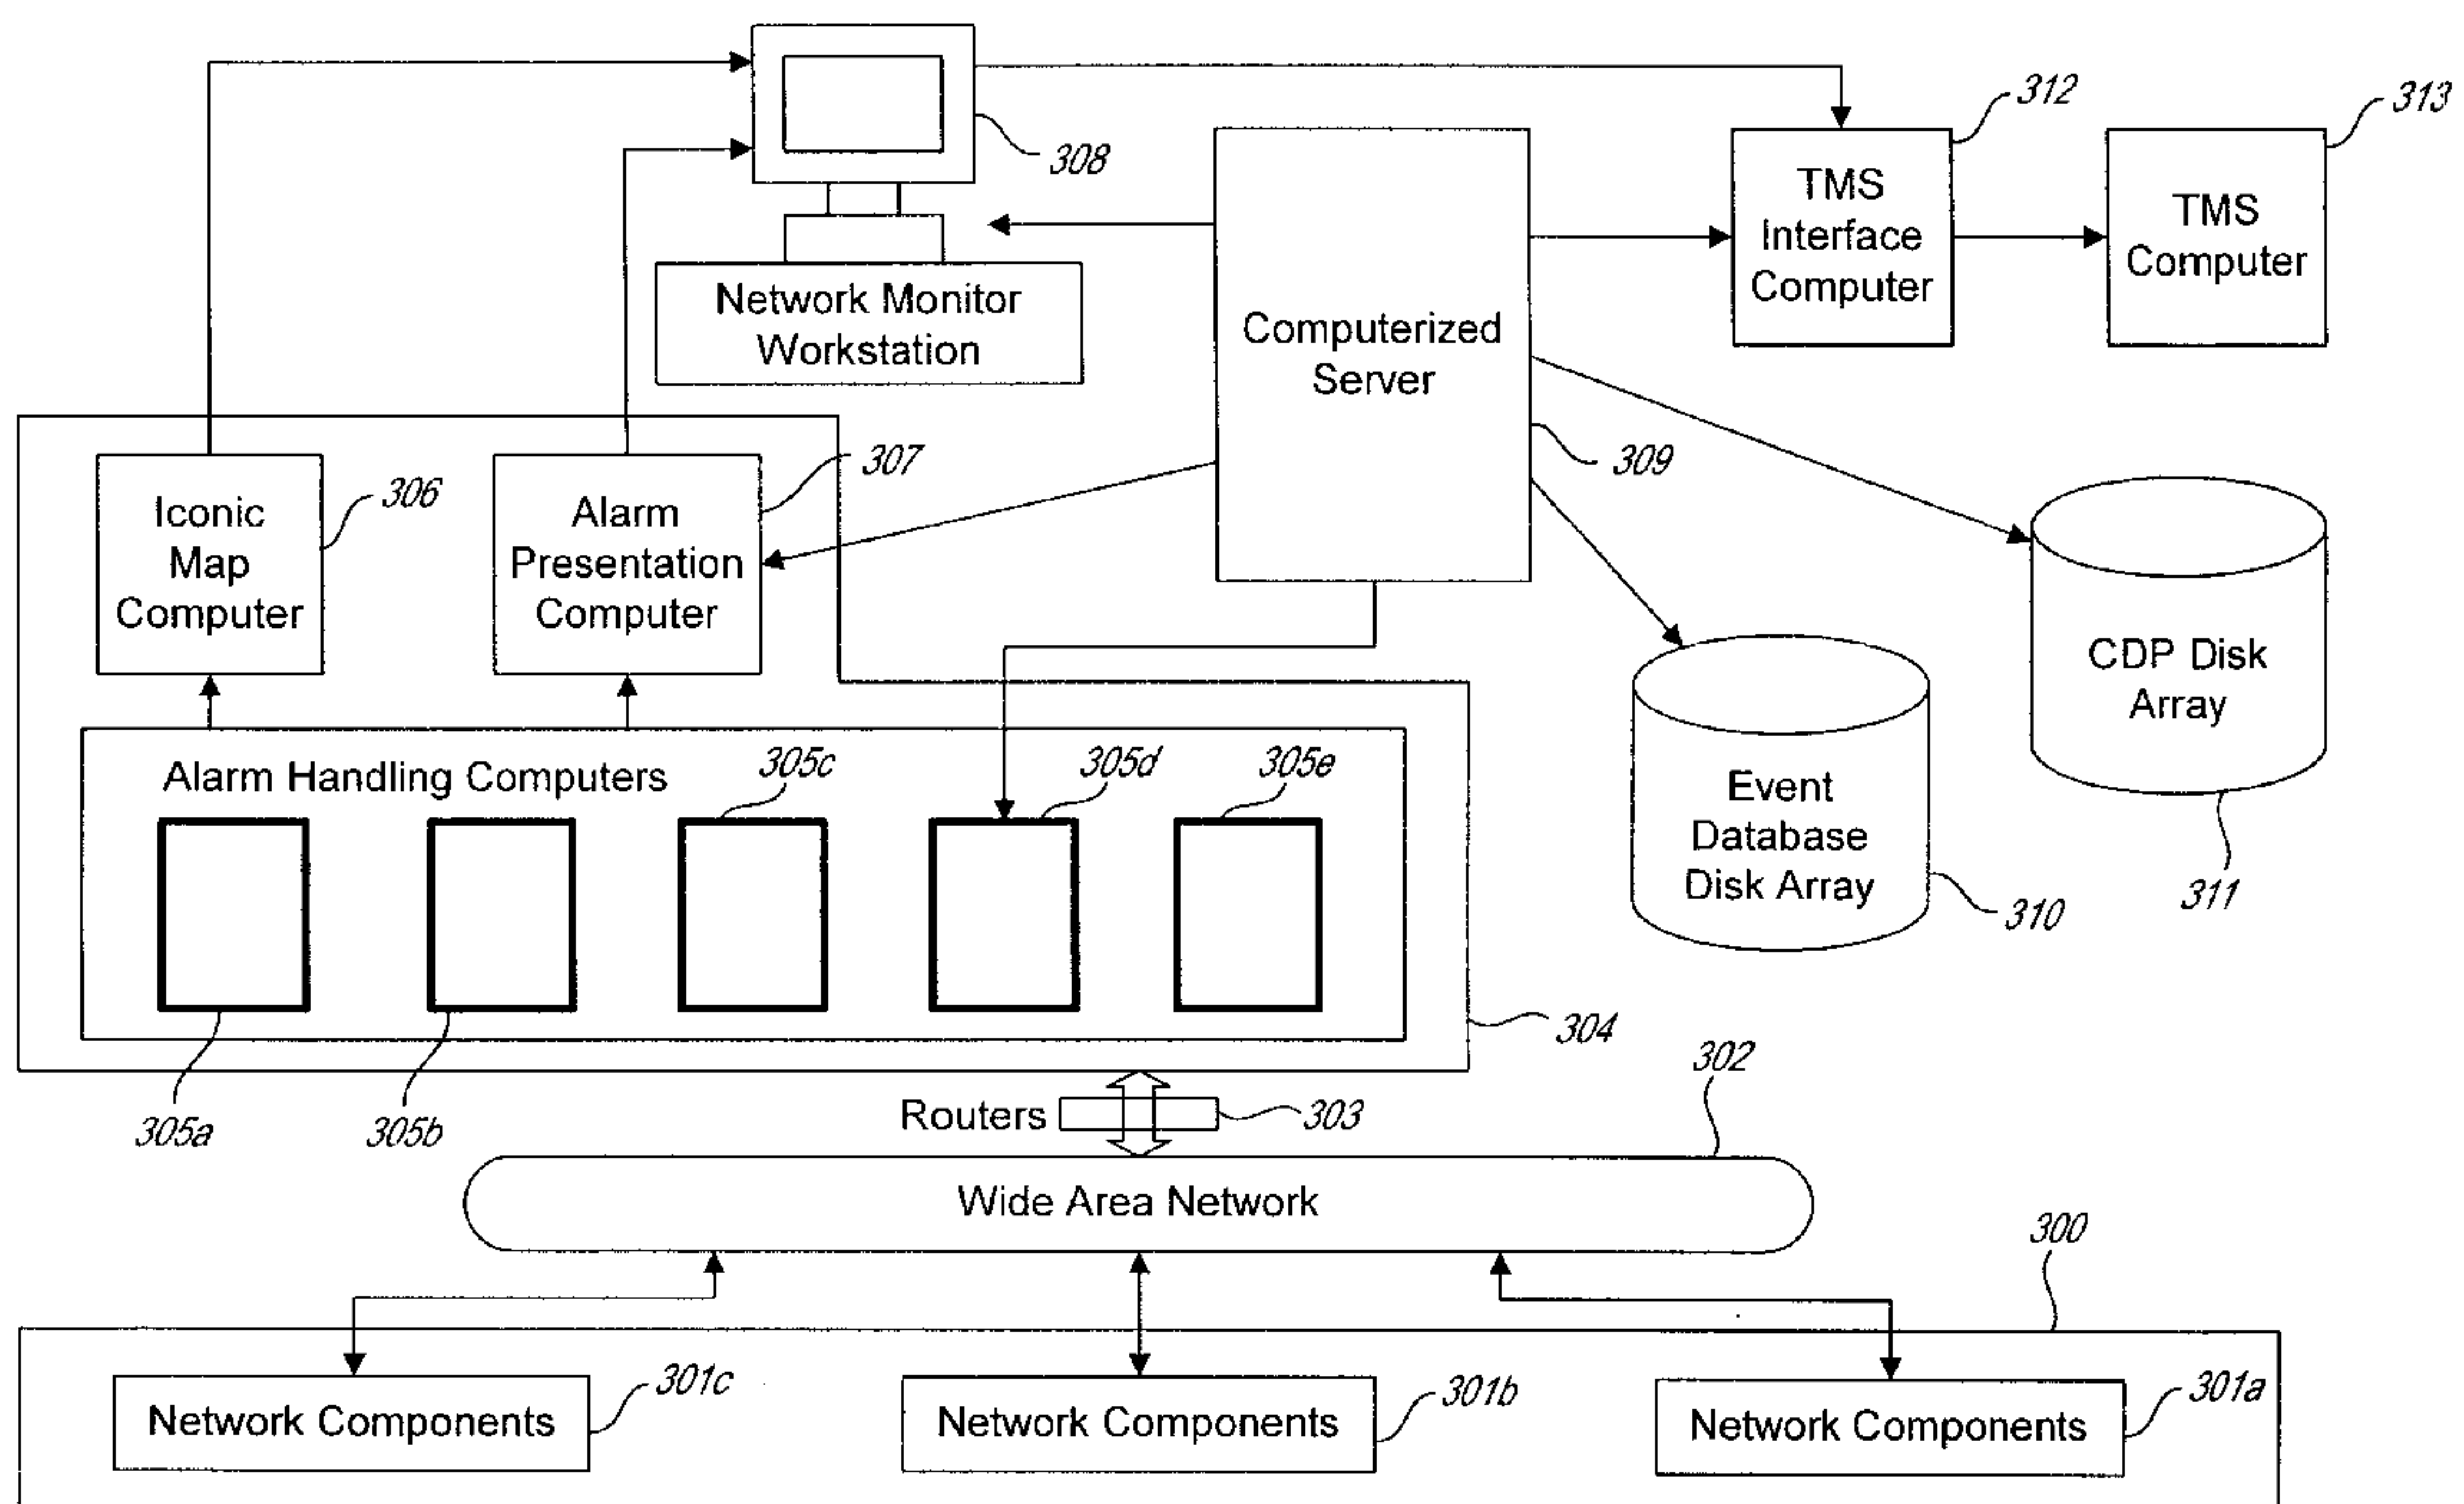 308
312
313
TMS
Interface
Computer
TMS
Computer
Network Monitor
Workstation
Computerized
Server
309
306
307
Iconic
Map
Computer
Alarm
Presentation
Computer
CDP Disk
Array
311
Event
Database
Disk Array
310
Alarm Handling Computers
305c
305d
305e
305a
305b
304
302
Routers
303
Wide Area Network
300
Network Components
301c
Network Components
301b
Network Components
301a